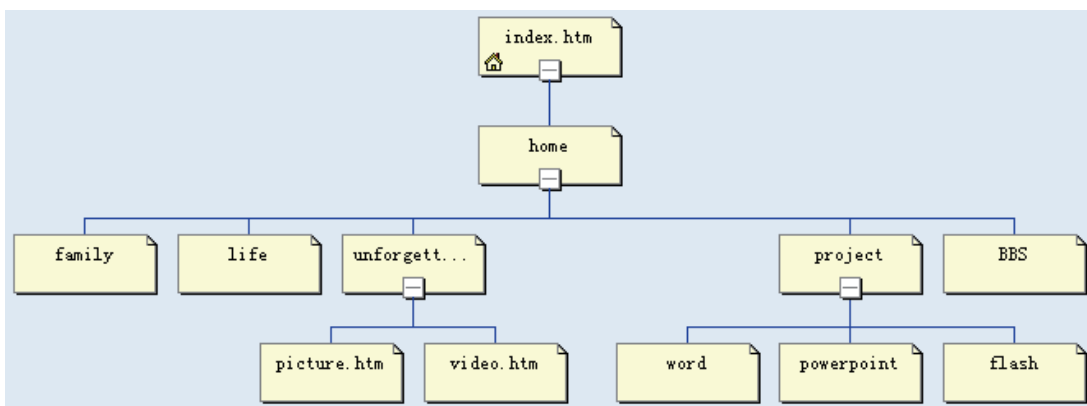 index.htm
home
family
life
unforgett...
project
BBS
picture.htm
video.htm
word
powerpoint
flash